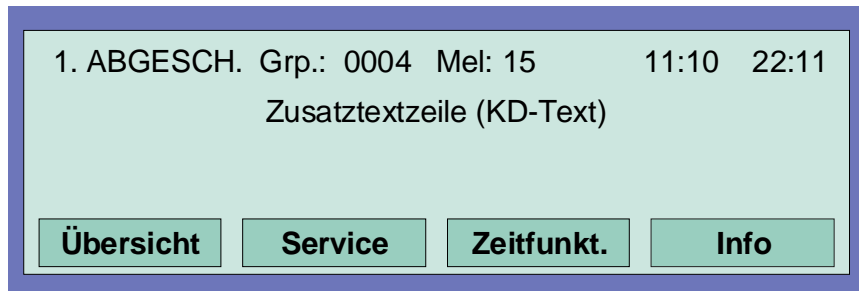 1. ABGESCH. Grp.: 0004 Mel: 15 11:10 22:11
Zusatztextzeile (KD-Text)
Übersicht Service Zeitfunkt. Info